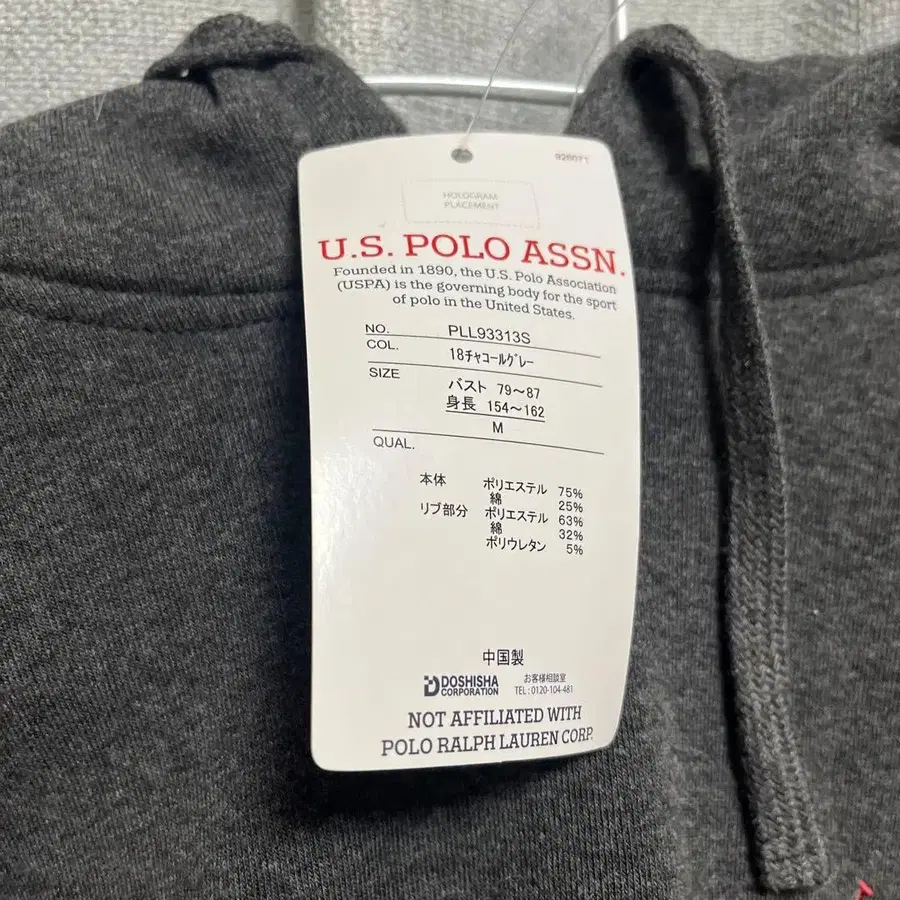 926071
HOLOGRAM
PLACEMENT
U.S. POLO ASSN.
Founded in 1890, the U.S. Polo Association
(USPA) is the governing body for the sport
of polo in the United States.
NO. PLL93313S
COL. 18チャコールグレー
SIZE バスト 79～87
身長 154～162
M
QUAL.
本体 ポリエステル 75%
綿 25%
リブ部分 ポリエステル 63%
綿 32%
ポリウレタン 5%
中国製
DOSHISHA
CORPORATION
お客様相談室
TEL : 0120-104-481
NOT AFFILIATED WITH
POLO RALPH LAUREN CORP.